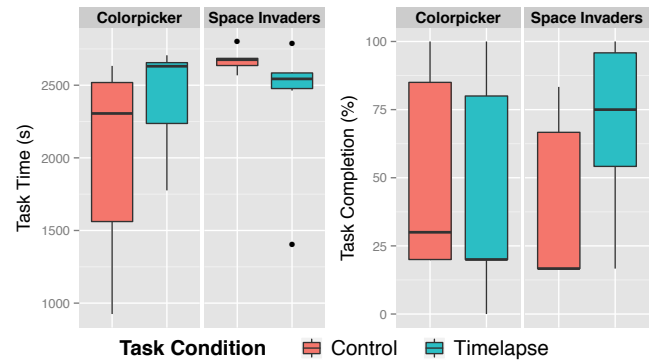 Colorpicker Space Invaders
Task Time (s)
2500
2000
1500
1000
Colorpicker Space Invaders
Task Completion (%)
100
75
50
25
0
Task Condition Control Timelapse